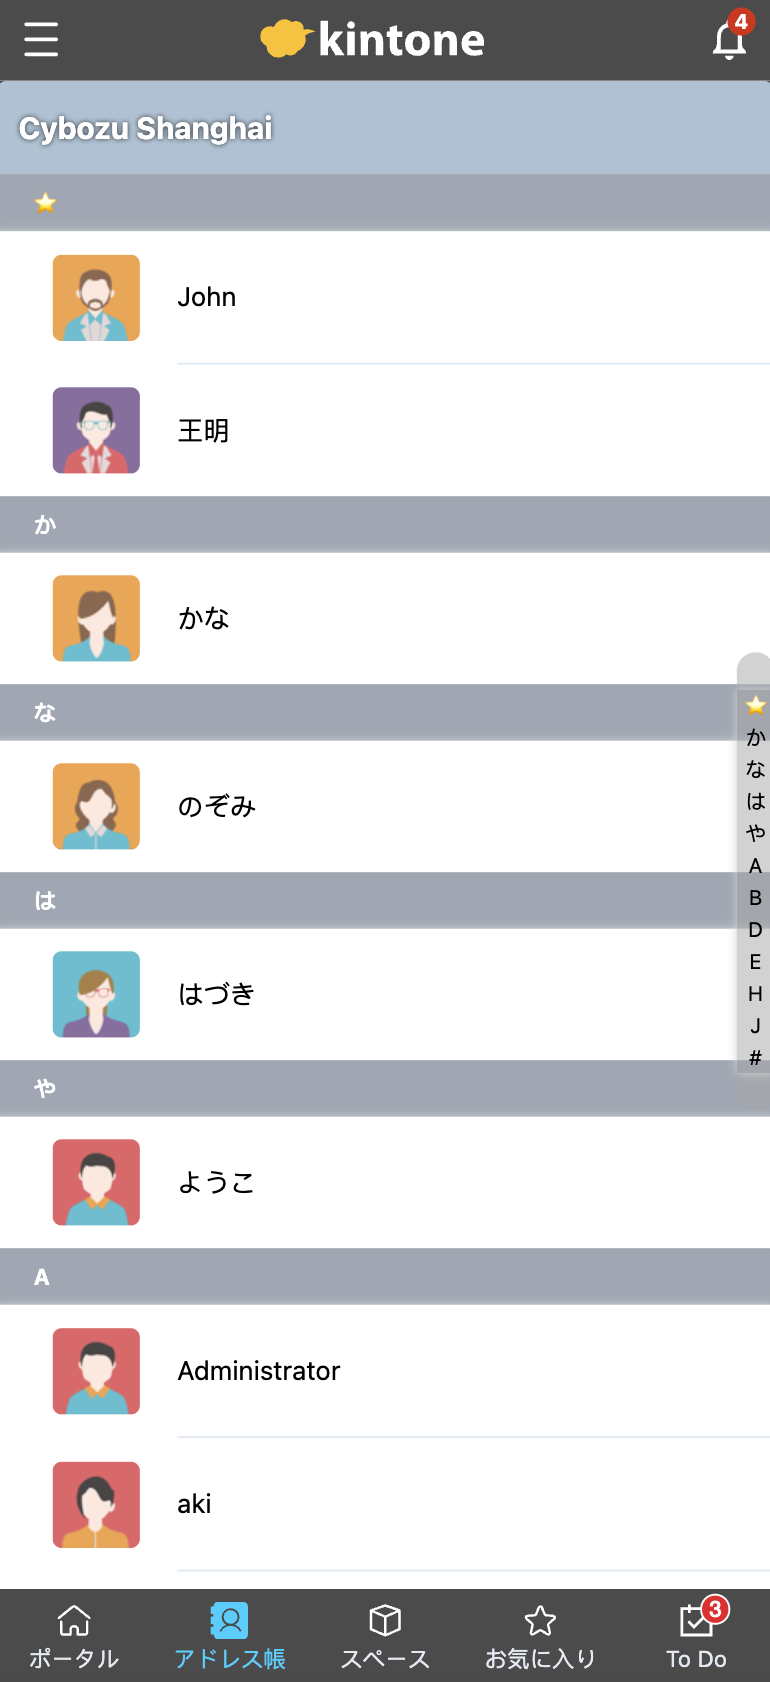 kintone
4
Cybozu Shanghai
⭐
John
王明
か
かな
な
のぞみ
は
はづき
や
ようこ
A
Administrator
aki
⭐
か
な
は
や
A
B
D
E
H
J
#
ポータル
アドレス帳
スペース
お気に入り
To Do
3